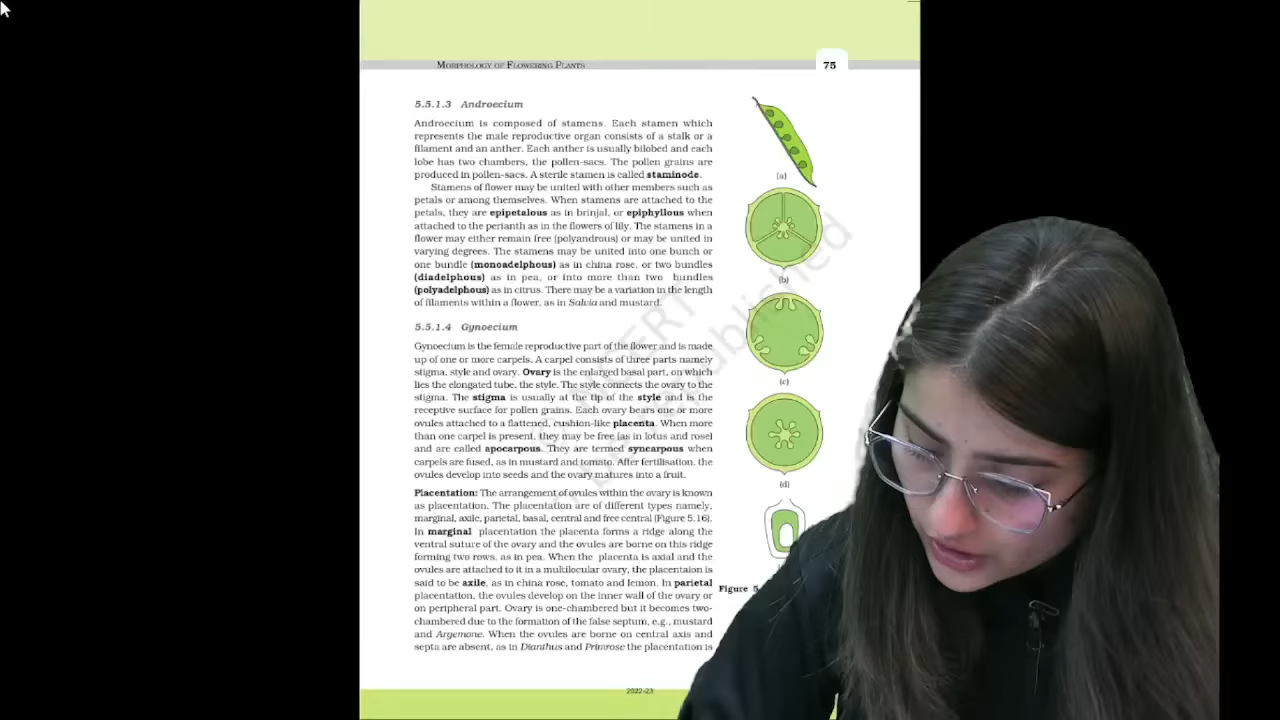 MORPHOLOGY OF FLOWERING PLANTS
75
5.5.1.3 Androecium
Androecium is composed of stamens. Each stamen which
represents the male reproductive organ consists of a stalk or a
filament and an anther. Each anther is usually bilobed and each
lobe has two chambers, the pollen-sacs. The pollen grains are
produced in pollen-sacs. A sterile stamen is called staminode.
Stamens of flower may be united with other members such as
petals or among themselves. When stamens are attached to the
petals, they are epipetalous as in brinjal, or epiphyllous when
attached to the perianth as in the flowers of lily. The stamens in a
flower may either remain free (polyandrous) or may be united in
varying degrees. The stamens may be united into one bunch or
one bundle (monoadelphous) as in china rose, or two bundles
(diadelphous) as in pea, or into more than two bundles
(polyadelphous) as in citrus. There may be a variation in the length
of filaments within a flower, as in Salvia and mustard.
5.5.1.4 Gynoecium
Gynoecium is the female reproductive part of the flower and is made
up of one or more carpels. A carpel consists of three parts namely
stigma, style and ovary. Ovary is the enlarged basal part, on which
lies the elongated tube, the style. The style connects the ovary to the
stigma. The stigma is usually at the tip of the style and is the
receptive surface for pollen grains. Each ovary bears one or more
ovules attached to a flattened, cushion-like placenta. When more
than one carpel is present, they may be free (as in lotus and rose)
and are called apocarpous. They are termed syncarpous when
carpels are fused, as in mustard and tomato. After fertilisation, the
ovules develop into seeds and the ovary matures into a fruit.
Placentation: The arrangement of ovules within the ovary is known
as placentation. The placentation are of different types namely,
marginal, axile, parietal, basal, central and free central (Figure 5.16).
In marginal placentation the placenta forms a ridge along the
ventral suture of the ovary and the ovules are borne on this ridge
forming two rows, as in pea. When the placenta is axial and the
ovules are attached to it in a multilocular ovary, the placentaion is
said to be axile, as in china rose, tomato and lemon. In parietal
placentation, the ovules develop on the inner wall of the ovary or
on peripheral part. Ovary is one-chambered but it becomes two-
chambered due to the formation of the false septum, e.g., mustard
and Argemone. When the ovules are borne on central axis and
septa are absent, as in Dianthus and Primrose the placentation is
(a)
(b)
(c)
(d)
Figure 5
2022-23